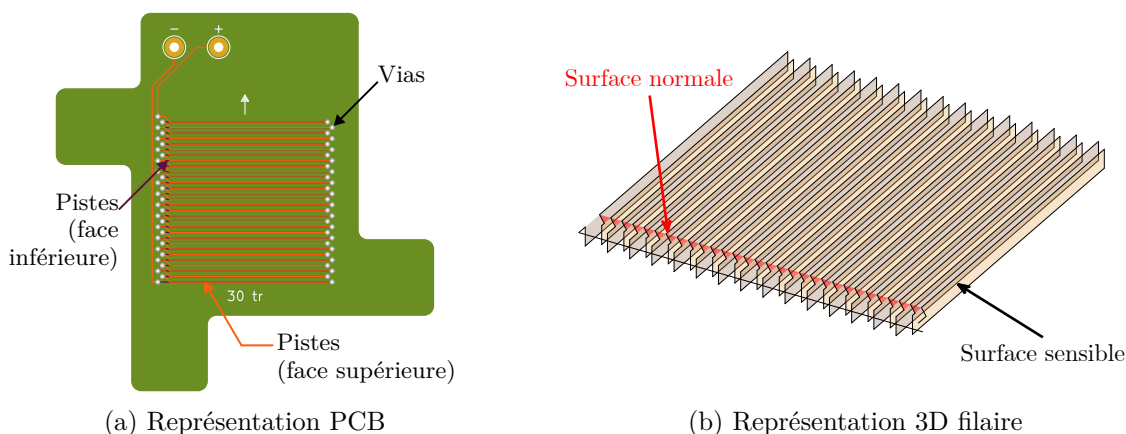 - +
Vias
Pistes
(face
inférieure)
30 tr
Pistes
(face supérieure)
(a) Représentation PCB
Surface normale
Surface sensible
(b) Représentation 3D filaire